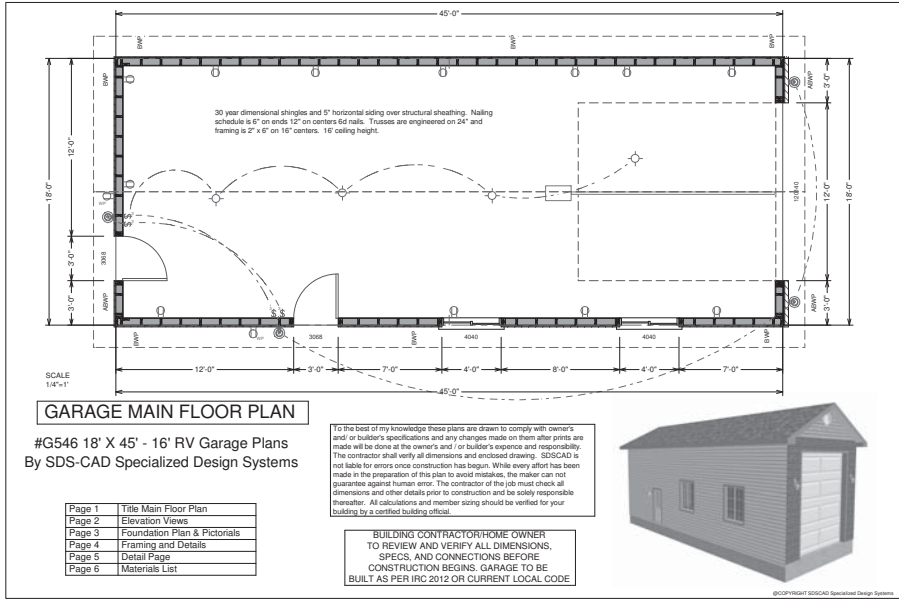 45'-0"
BWP
BWP
BWP
BWP
ABWP
3'-0"
30 year dimensional shingles and 5" horizontal siding over structural sheathing. Nailing
schedule is 6" on ends 12" on centers 6d nails. Trusses are engineered on 24" and
framing is 2" x 6" on 16" centers. 16' ceiling height.
12'-0"
18'-0"
WP
12'-0"
18'-0"
3'-0"
3068
3'-0"
ABWP
ABWP
3'-0"
BWP
WP
3068
BWP
4040
4040
BWP
12'-0"
3'-0"
7'-0"
4'-0"
8'-0"
4'-0"
7'-0"
45'-0"
SCALE
1/4"=1'
GARAGE MAIN FLOOR PLAN
#G546 18' X 45' - 16' RV Garage Plans
By SDS-CAD Specialized Design Systems
Page 1 Title Main Floor Plan
Page 2 Elevation Views
Page 3 Foundation Plan & Pictorials
Page 4 Framing and Details
Page 5 Detail Page
Page 6 Materials List
To the best of my knowledge these plans are drawn to comply with owner's
and/ or builder's specifications and any changes made on them after prints are
made will be done at the owner's and / or builder's expence and responsibility.
The contractor shall verify all dimensions and enclosed drawing. SDSCAD is
not liable for errors once construction has begun. While every affort has been
made in the preparation of this plan to avoid mistakes, the maker can not
guarantee against human error. The contractor of the job must check all
dimensions and other details prior to construction and be solely responsible
thereafter. All calculations and member sizing should be verified for your
building by a certified building official.
BUILDING CONTRACTOR/HOME OWNER
TO REVIEW AND VERIFY ALL DIMENSIONS,
SPECS, AND CONNECTIONS BEFORE
CONSTRUCTION BEGINS. GARAGE TO BE
BUILT AS PER IRC 2012 OR CURRENT LOCAL CODE
@COPYRIGHT SDSCAD Specialized Design Systems